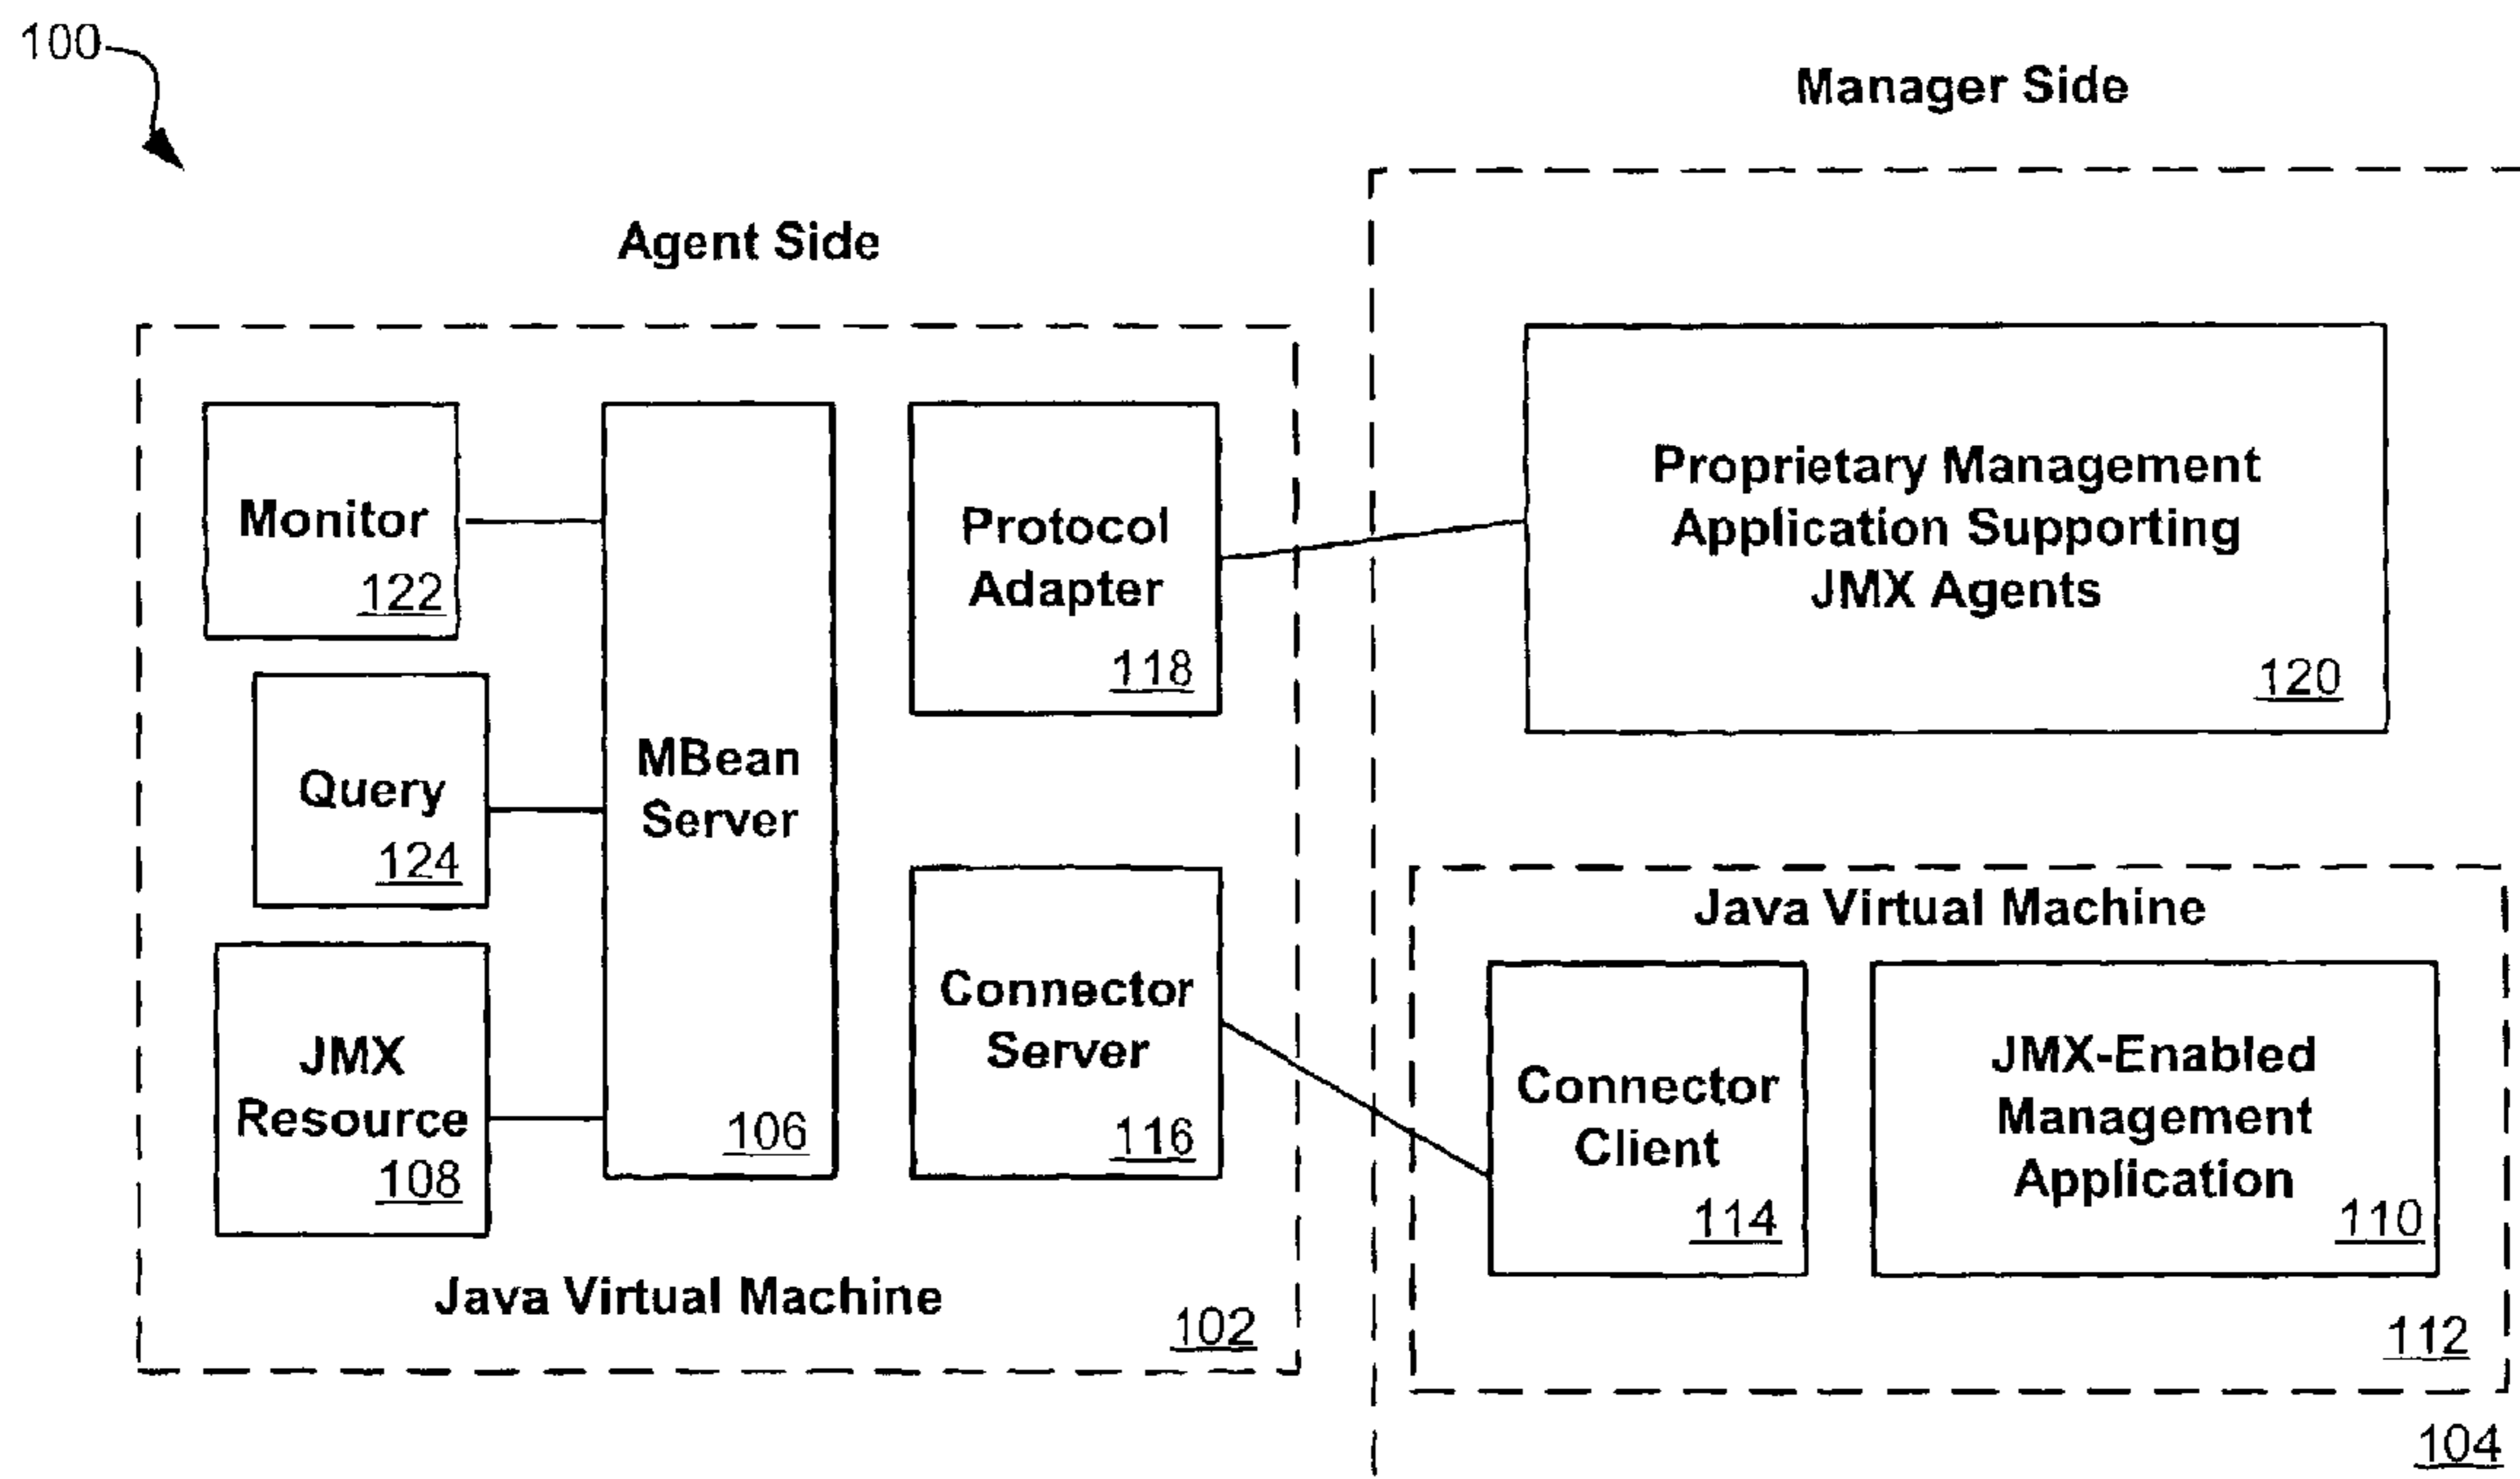 100
Manager Side
Agent Side
Monitor
122
Query
124
JMX
Resource
108
MBean
Server
106
Protocol
Adapter
118
Connector
Server
116
Java Virtual Machine
102
Proprietary Management
Application Supporting
JMX Agents
120
Java Virtual Machine
Connector
Client
114
JMX-Enabled
Management
Application
110
112
104